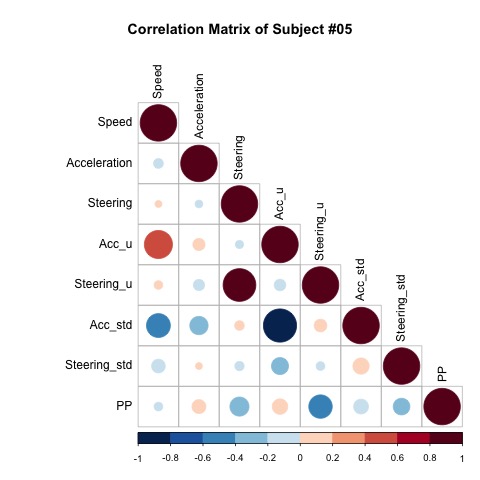 Correlation Matrix of Subject #05
Speed
Acceleration
Steering
Acc_u
Steering_u
Acc_std
Steering_std
PP
Speed
Acceleration
Steering
Acc_u
Steering_u
Acc_std
Steering_std
PP
-1 -0.8 -0.6 -0.4 -0.2 0 0.2 0.4 0.6 0.8 1